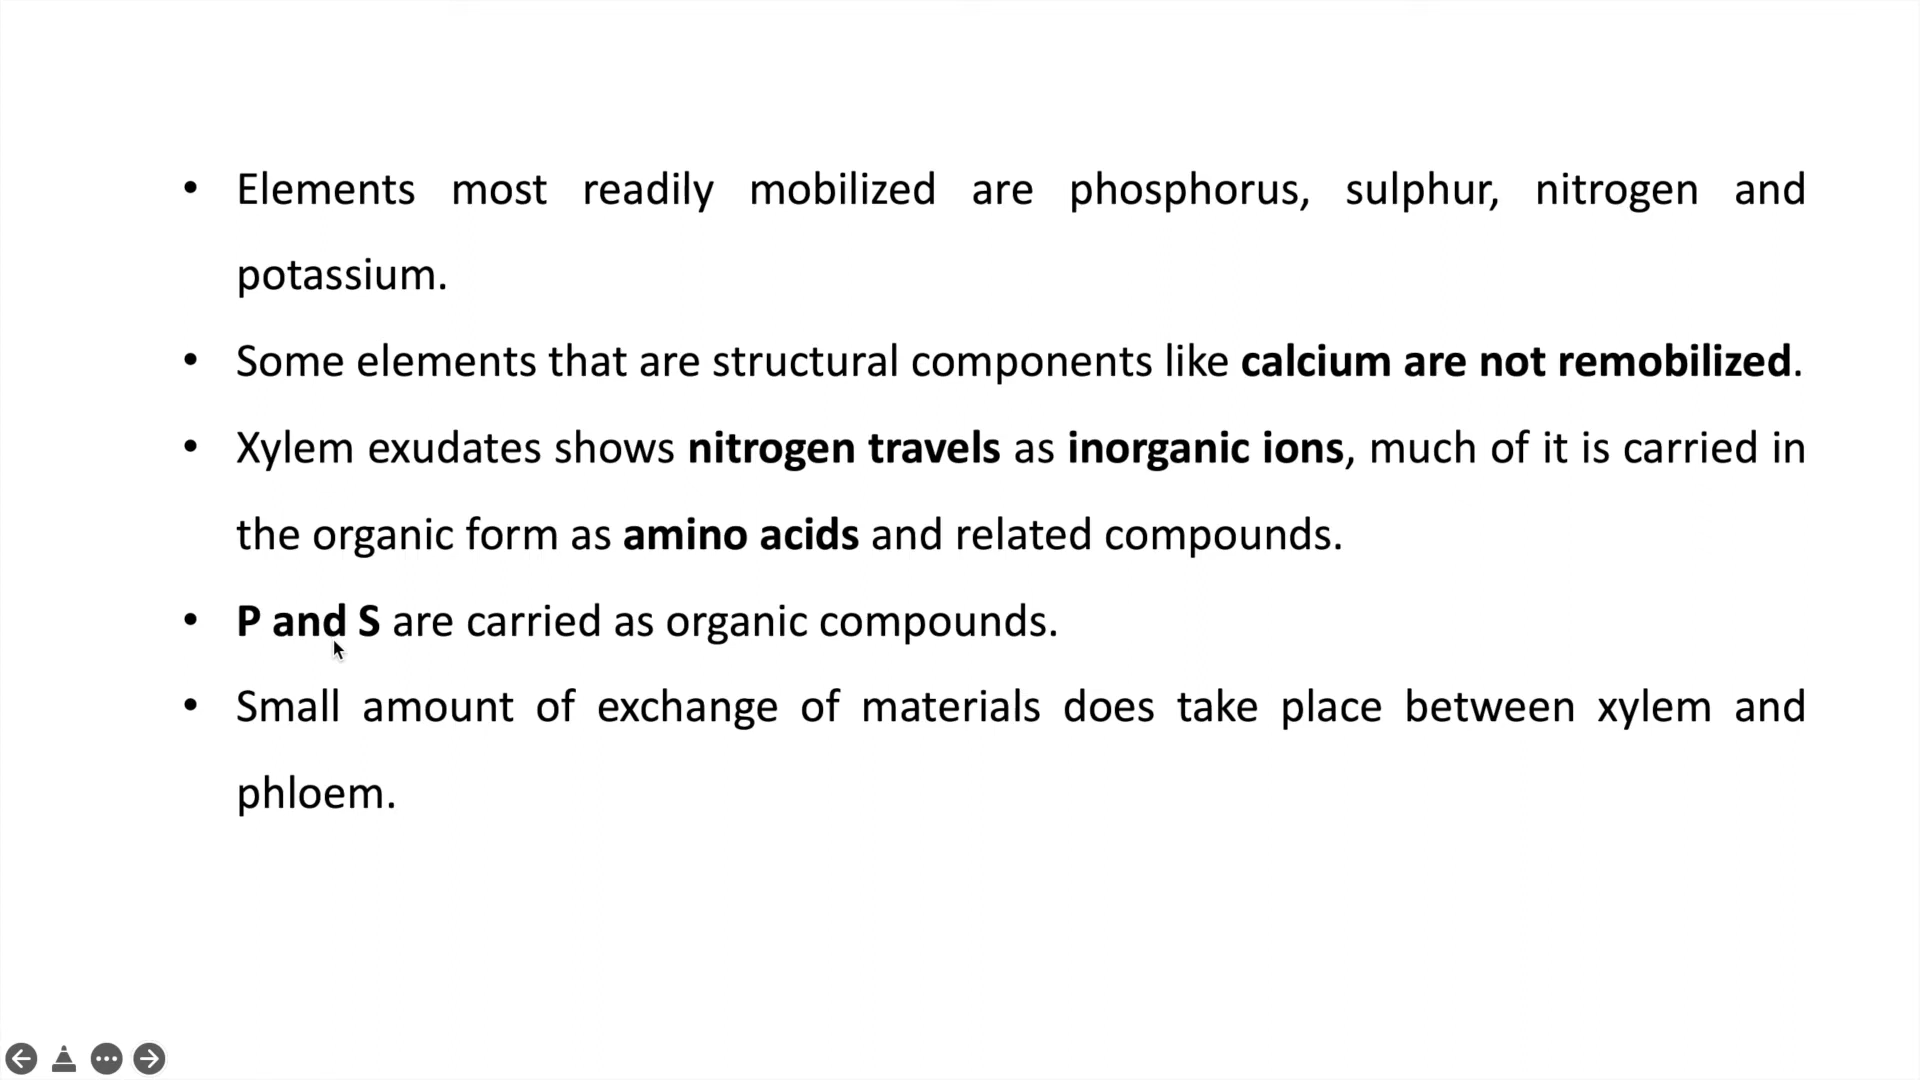 • Elements most readily mobilized are phosphorus, sulphur, nitrogen and
potassium.
• Some elements that are structural components like calcium are not remobilized.
• Xylem exudates shows nitrogen travels as inorganic ions, much of it is carried in
the organic form as amino acids and related compounds.
• P and S are carried as organic compounds.
• Small amount of exchange of materials does take place between xylem and
phloem.